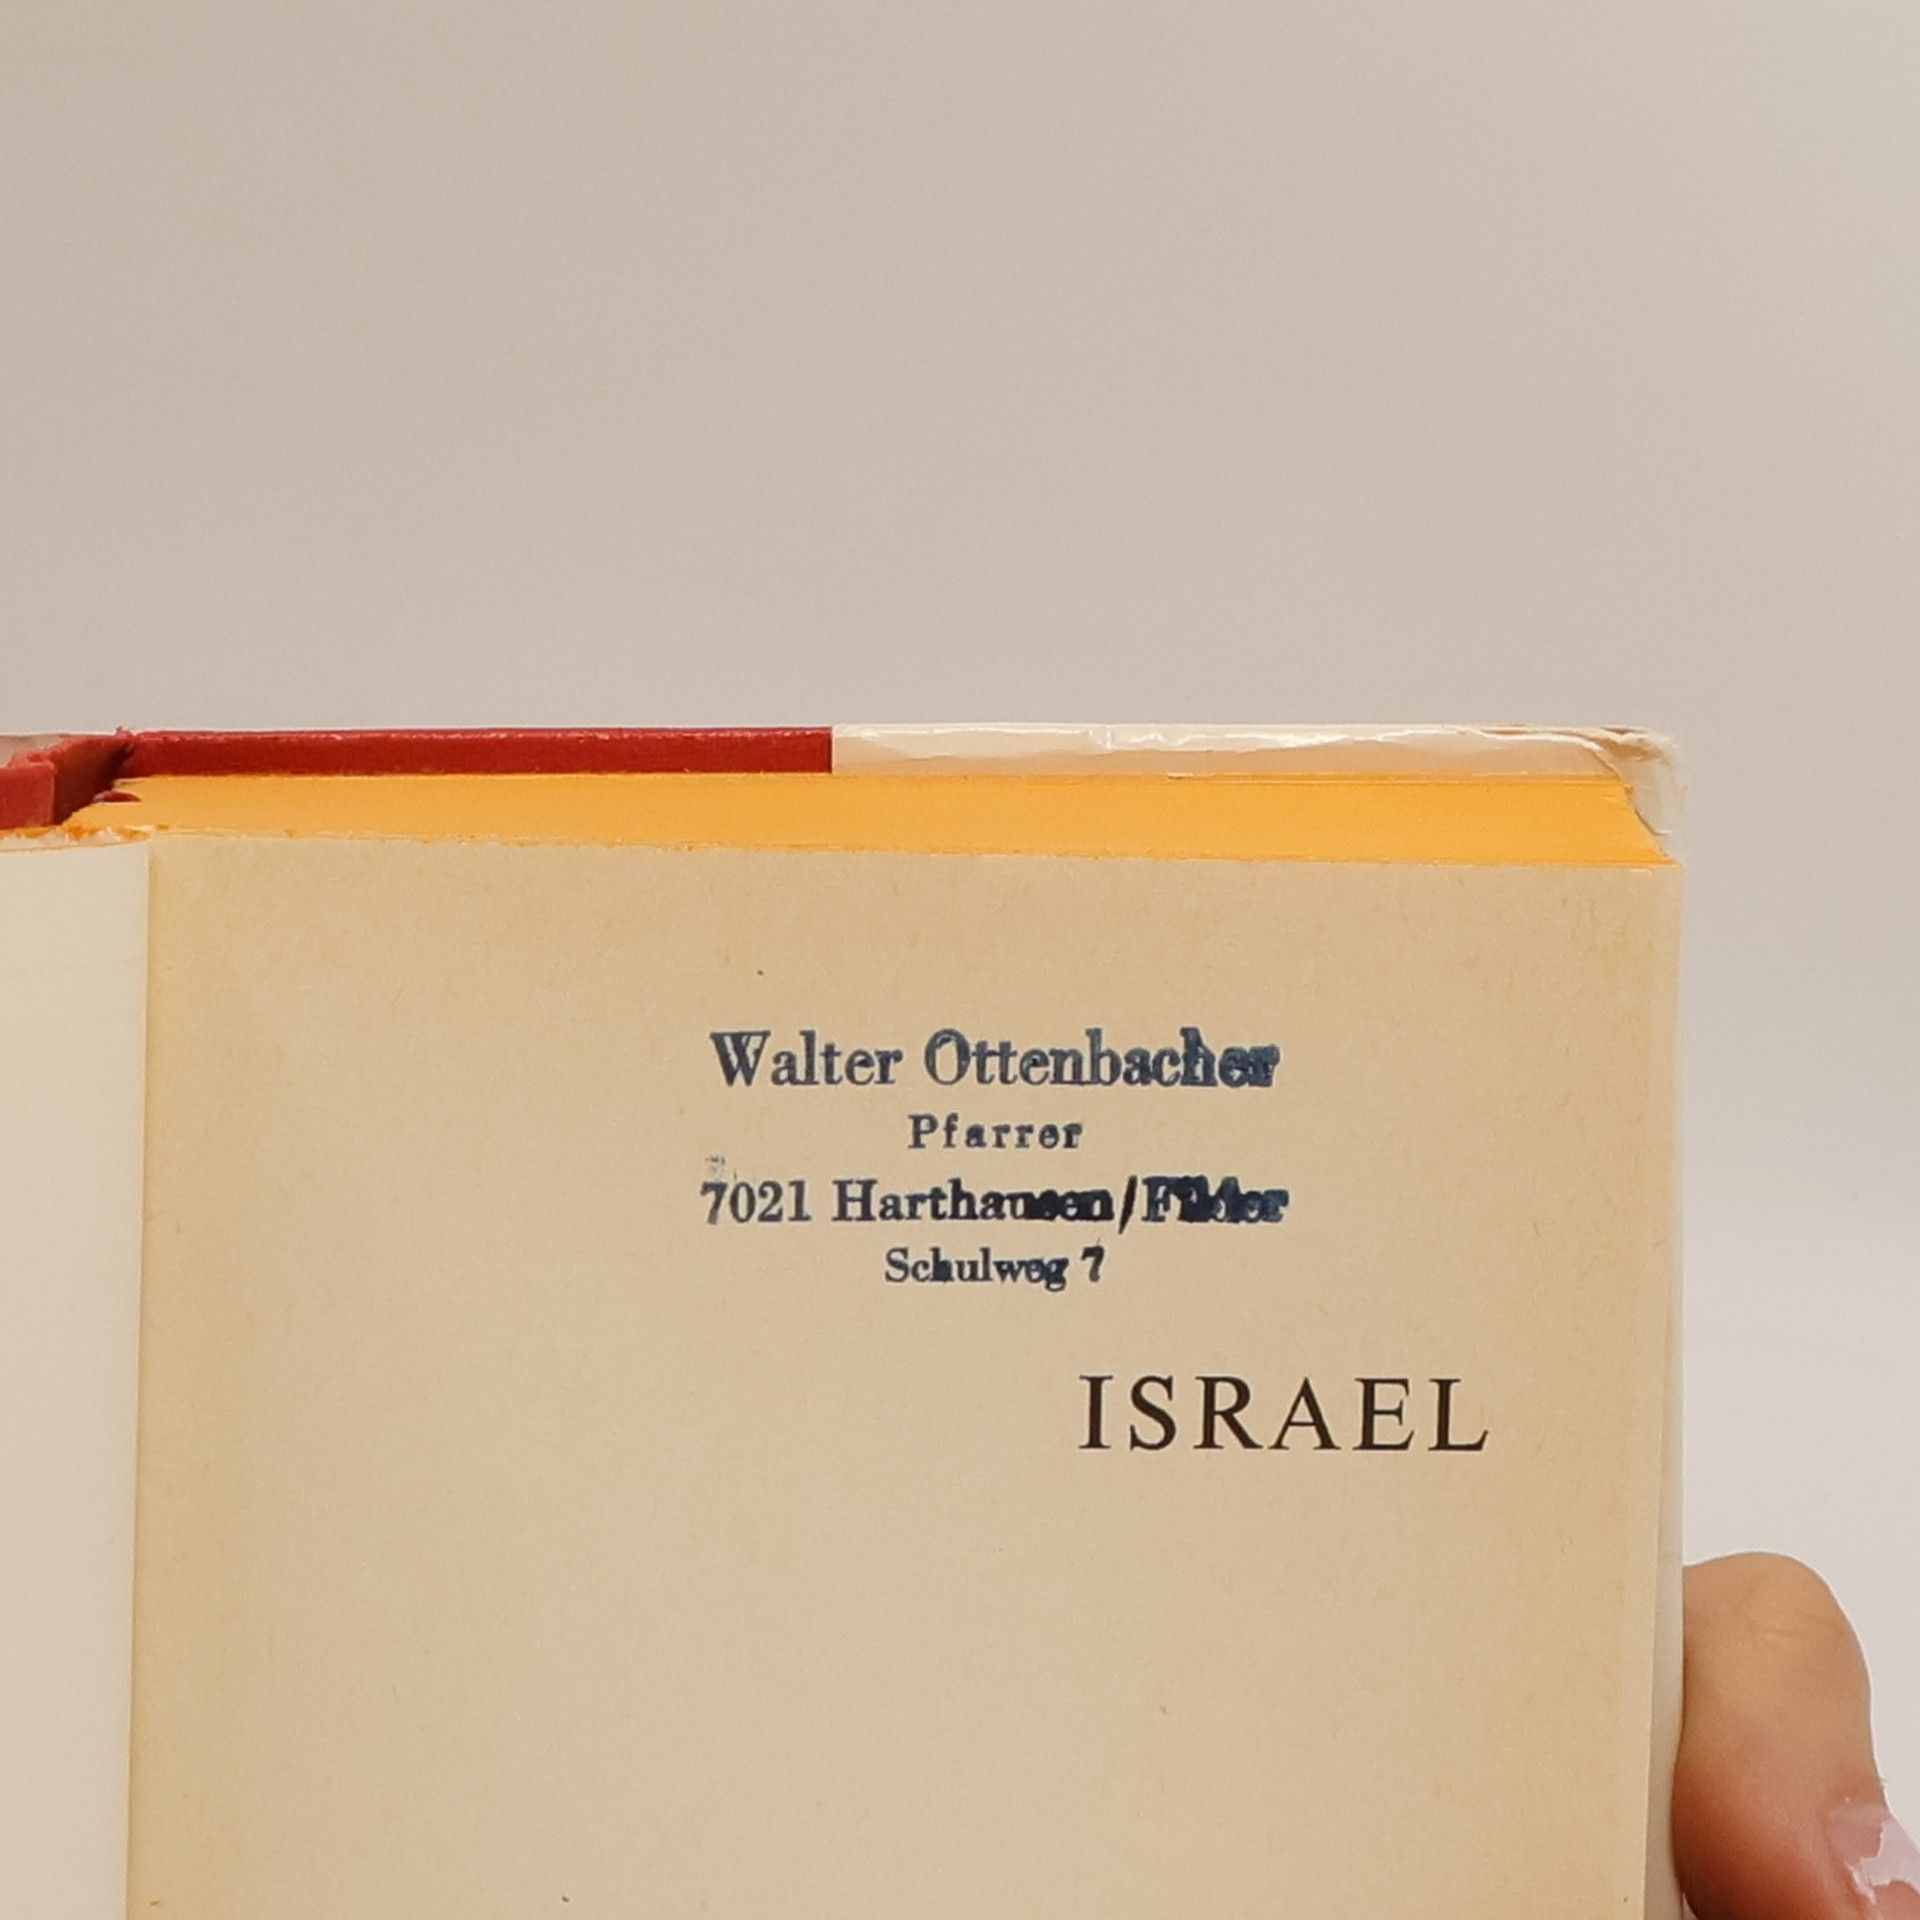 Walter Ottenbacher
Pfarrer
7021 Harthausen/Filder
Schulweg 7
ISRAEL